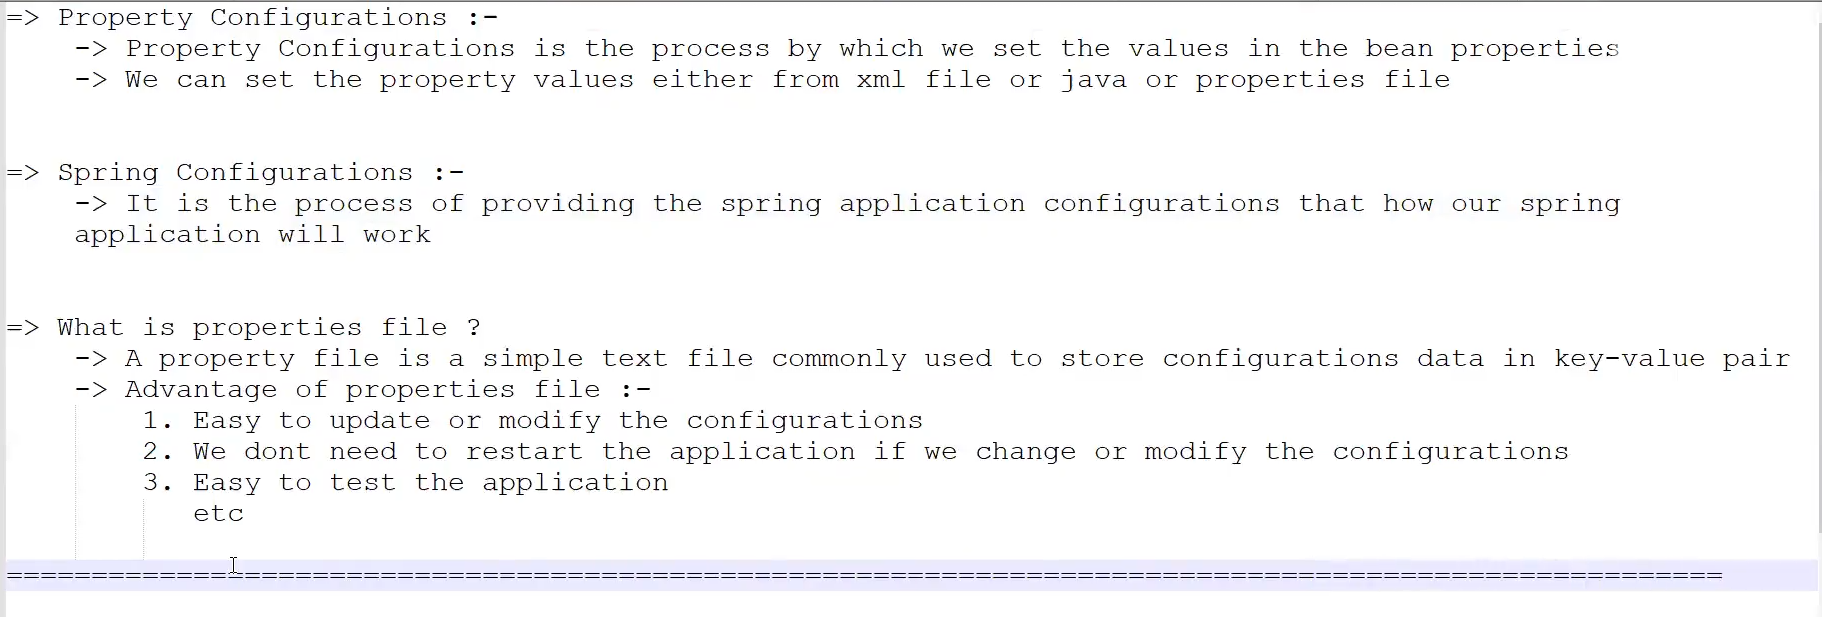 => Property Configurations :-
-> Property Configurations is the process by which we set the values in the bean properties
-> We can set the property values either from xml file or java or properties file
=> Spring Configurations :-
-> It is the process of providing the spring application configurations that how our spring
application will work
=> What is properties file ?
-> A property file is a simple text file commonly used to store configurations data in key-value pair
-> Advantage of properties file :-
1. Easy to update or modify the configurations
2. We dont need to restart the application if we change or modify the configurations
3. Easy to test the application
etc
=====================================================================================================